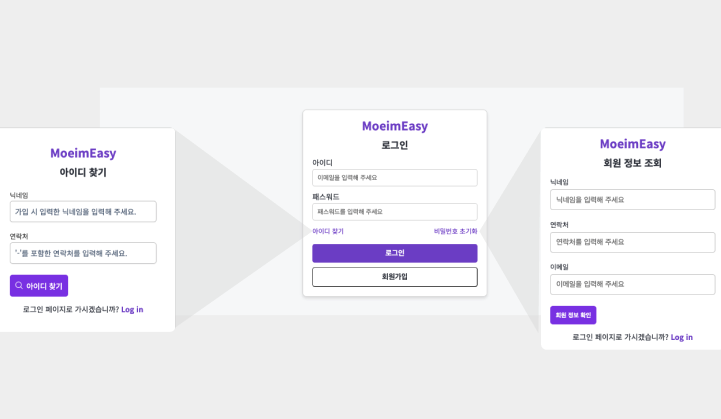 MoeimEasy
아이디 찾기
닉네임
가입 시 입력한 닉네임을 입력해 주세요.
연락처
'-'를 포함한 연락처를 입력해 주세요.
아이디 찾기
로그인 페이지로 가시겠습니까? Log in
MoeimEasy
로그인
아이디
이메일을 입력해 주세요
패스워드
패스워드를 입력해 주세요
아이디 찾기 비밀번호 초기화
로그인
회원가입
MoeimEasy
회원 정보 조회
닉네임
닉네임을 입력해 주세요
연락처
연락처를 입력해 주세요
이메일
이메일을 입력해 주세요
회원 정보 확인
로그인 페이지로 가시겠습니까? Log in